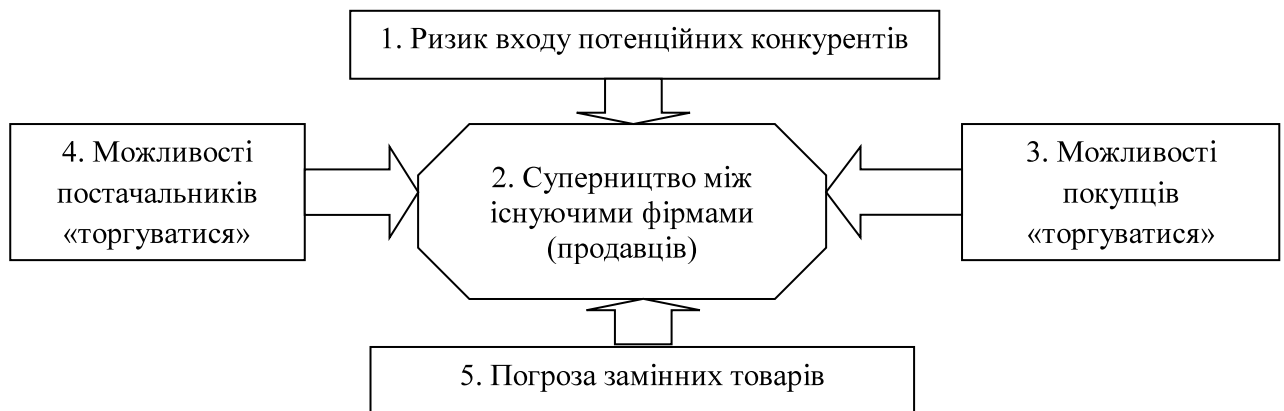 1. Ризик входу потенційних конкурентів
4. Можливості
постачальників
«торгуватися»
2. Суперництво між
існуючими фірмами
(продавців)
3. Можливості
покупців
«торгуватися»
5. Погроза замінних товарів